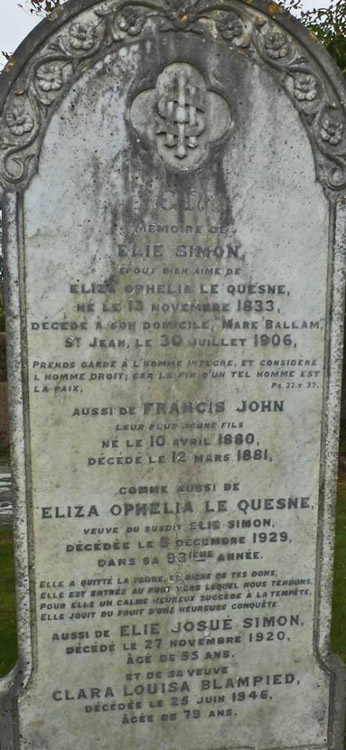 IHS
EN
MÉMOIRE DE
ELIE SIMON,
ÉPOUX BIEN AIMÉ DE
ELIZA OPHELIA LE QUESNE,
NÉ LE 13 NOVEMBRE 1833,
DÉCÉDÉ À SON DOMICILE, MARE BALLAM,
ST JEAN, LE 30 JUILLET 1906,
PRENDS GARDE À L'HOMME INTÈGRE, ET CONSIDÈRE
L'HOMME DROIT; CAR LA FIN D'UN TEL HOMME EST
LA PAIX, PS. 37. V. 37.
AUSSI DE FRANCIS JOHN
LEUR PLUS JEUNE FILS
NÉ LE 10 AVRIL 1880,
DÉCÉDÉ LE 12 MARS 1881,
COMME AUSSI DE
ELIZA OPHELIA LE QUESNE,
VEUVE DU SUSDIT ELIE SIMON,
DÉCÉDÉE LE DÉCEMBRE 1929,
DANS SA 93IÈME ANNÉE.
ELLE A QUITTÉ LA TERRE, ET RICHE DE TES DONS,
ELLE EST ENTRÉE AU PORT VERS LEQUEL NOUS TENDONS,
POUR ELLE UN CALME HEUREUX SUCCÈDE À LA TEMPÊTE,
ELLE JOUIT DU FRUIT D'UNE HEUREUSE CONQUÊTE.
AUSSI DE ELIE JOSUÉ SIMON,
DÉCÉDÉ LE 27 NOVEMBRE 1920,
ÂGÉ DE 55 ANS.
ET DE SA VEUVE
CLARA LOUISA BLAMPIED,
DÉCÉDÉE LE 25 JUIN 1946,
ÂGÉE DE 79 ANS.